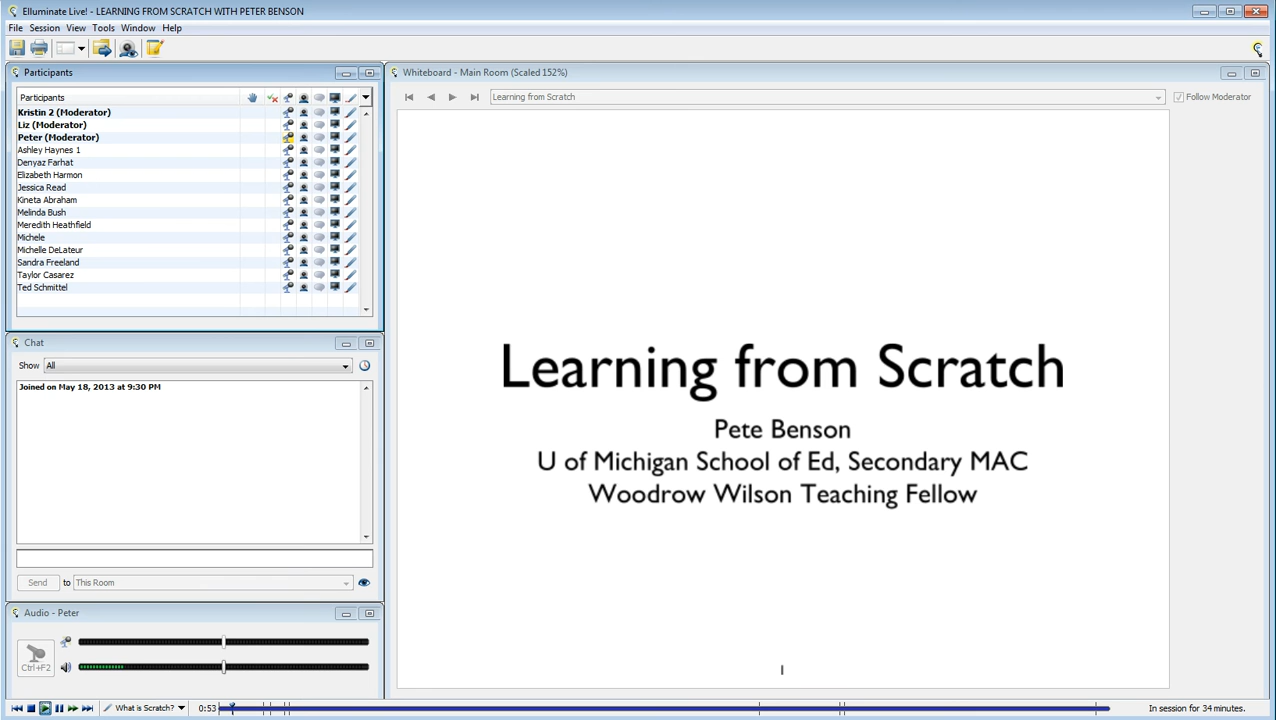 Elluminate Live! - LEARNING FROM SCRATCH WITH PETER BENSON
File Session View Tools Window Help
Participants
Participants
Kristin 2 (Moderator)
Liz (Moderator)
Peter (Moderator)
Ashley Haynes 1
Denyaz Farhat
Elizabeth Harmon
Jessica Read
Kineta Abraham
Melinda Bush
Meredith Heathfield
Michele
Michelle DeLateur
Sandra Freeland
Taylor Casarez
Ted Schmittel
Chat
Show All
Joined on May 18, 2013 at 9:30 PM
Send to This Room
Audio - Peter
Ctrl+F2
Whiteboard - Main Room (Scaled 152%)
Learning from Scratch
Follow Moderator
Learning from Scratch
Pete Benson
U of Michigan School of Ed, Secondary MAC
Woodrow Wilson Teaching Fellow
1
What is Scratch? 0:53 In session for 34 minutes.